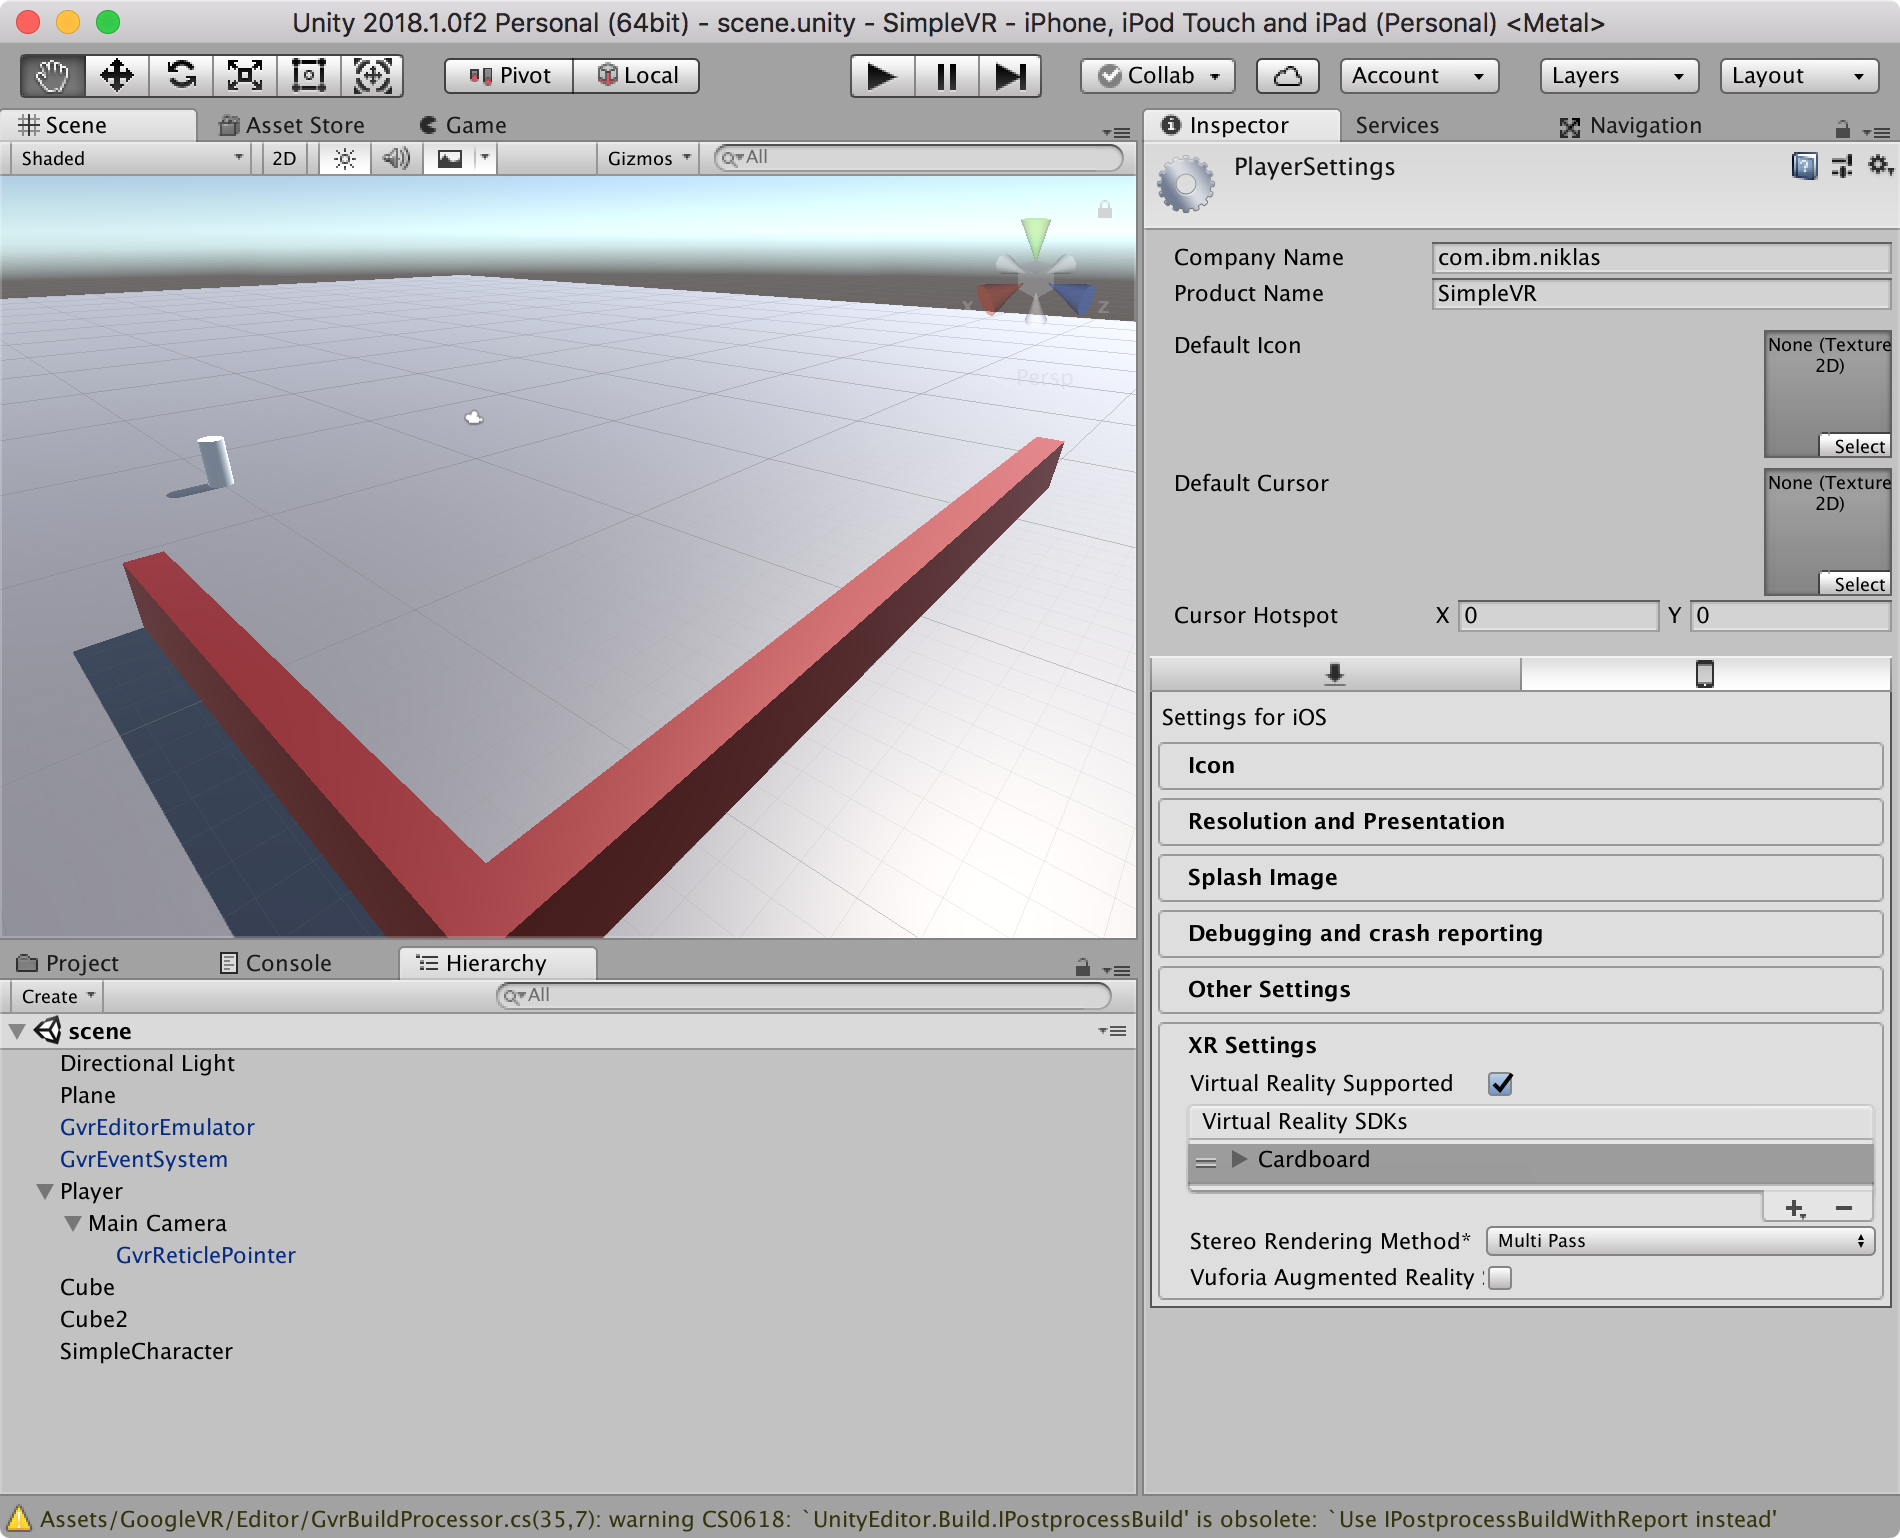 Unity 2018.1.0f2 Personal (64bit) - scene.unity - SimpleVR - iPhone, iPod Touch and iPad (Personal) <Metal>
Pivot Local Collab Account Layers Layout
Scene Asset Store Game
Shaded 2D Gizmos All
X Z
Persp
Project Console Hierarchy
Create All
scene
Directional Light
Plane
GvrEditorEmulator
GvrEventSystem
Player
Main Camera
GvrReticlePointer
Cube
Cube2
SimpleCharacter
Inspector Services Navigation
PlayerSettings
Company Name com.ibm.niklas
Product Name SimpleVR
Default Icon None (Texture
2D)
Select
Default Cursor None (Texture
2D)
Select
Cursor Hotspot X 0 Y 0
Settings for iOS
Icon
Resolution and Presentation
Splash Image
Debugging and crash reporting
Other Settings
XR Settings
Virtual Reality Supported
Virtual Reality SDKs
Cardboard
Stereo Rendering Method* Multi Pass
Vuforia Augmented Reality
Assets/GoogleVR/Editor/GvrBuildProcessor.cs(35,7): warning CS0618: `UnityEditor.Build.IPostprocessBuild' is obsolete: `Use IPostprocessBuildWithReport instead'